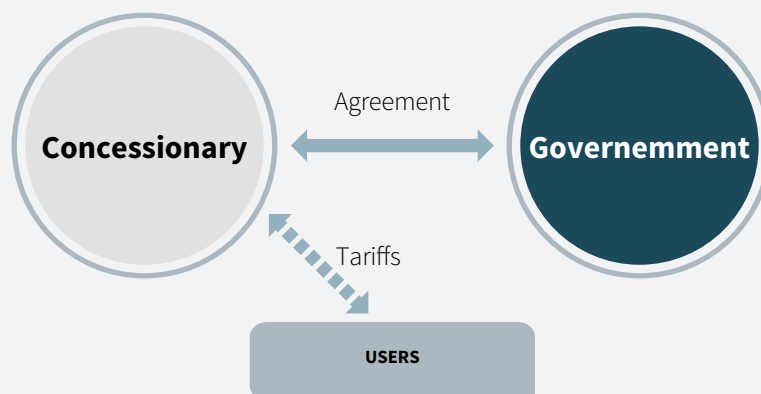 Agreement
Concessionary
Governemment
Tariffs
USERS